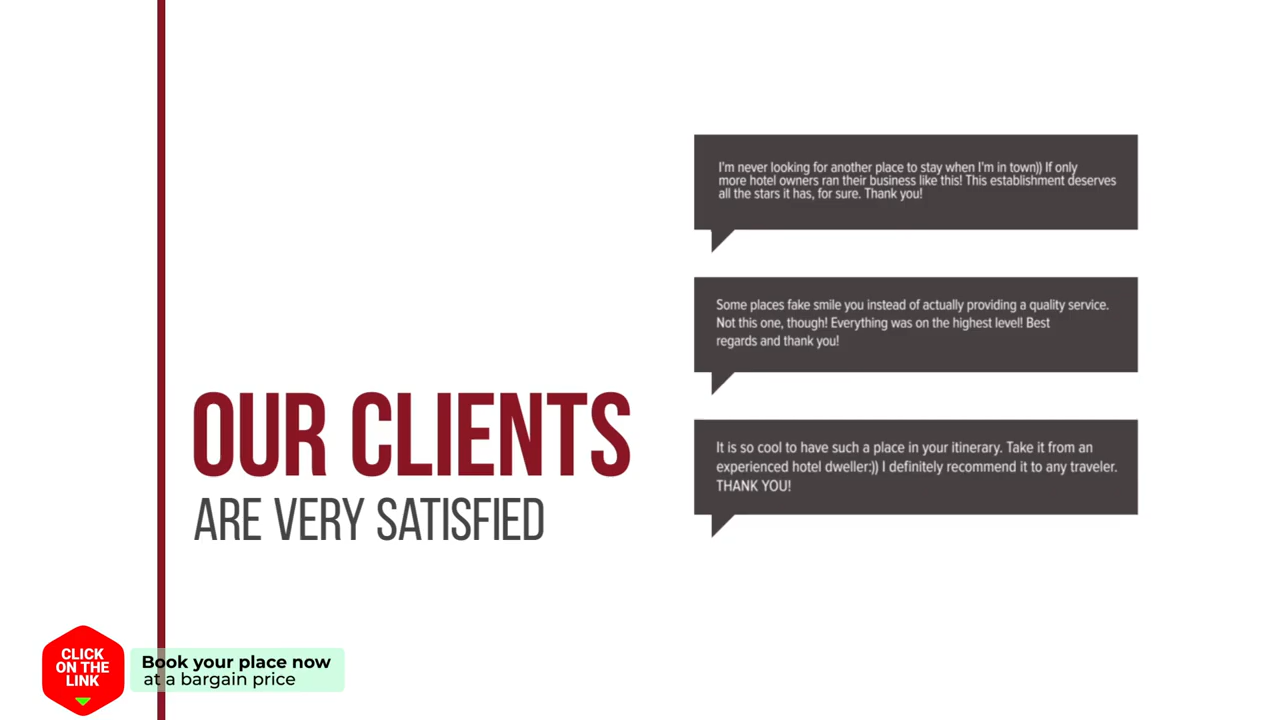 I'm never looking for another place to stay when I'm in town)) If only
more hotel owners ran their business like this! This establishment deserves
all the stars it has, for sure. Thank you!
Some places fake smile you instead of actually providing a quality service.
Not this one, though! Everything was on the highest level! Best
regards and thank you!
It is so cool to have such a place in your itinerary. Take it from an
experienced hotel dweller:)) I definitely recommend it to any traveler.
THANK YOU!
OUR CLIENTS
ARE VERY SATISFIED
CLICK
ON THE
LINK
Book your place now
at a bargain price